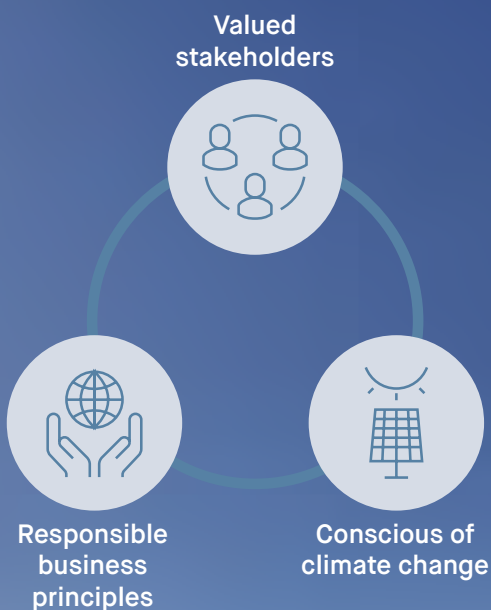 Valued
stakeholders
Responsible
business
principles
Conscious of
climate change